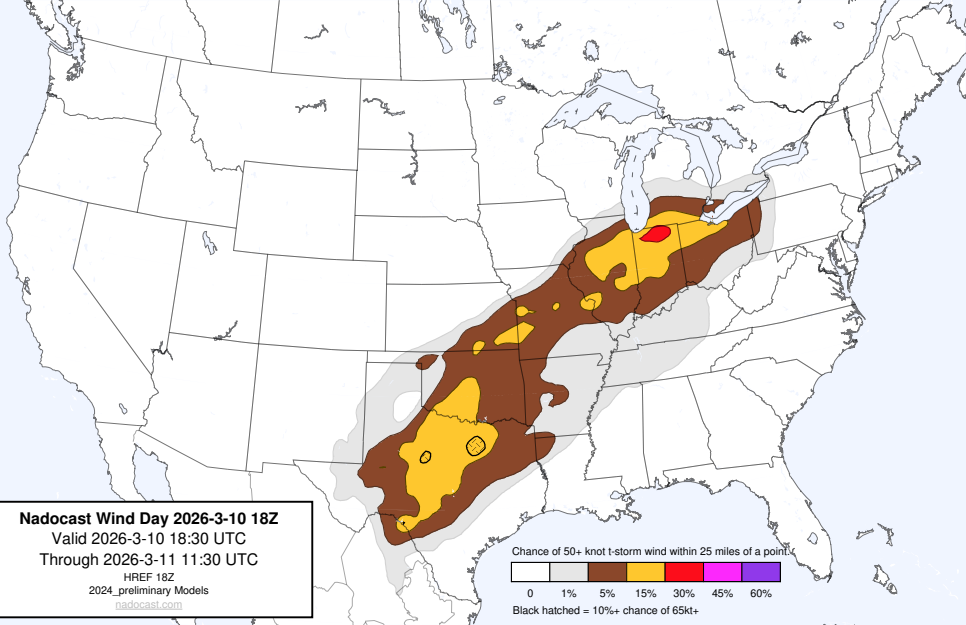 Nadocast Wind Day 2026-3-10 18Z
Valid 2026-3-10 18:30 UTC
Through 2026-3-11 11:30 UTC
HREF 18Z
2024_preliminary Models
nadocast.com
Chance of 50+ knot t-storm wind within 25 miles of a point.
0 1% 5% 15% 30% 45% 60%
Black hatched = 10%+ chance of 65kt+